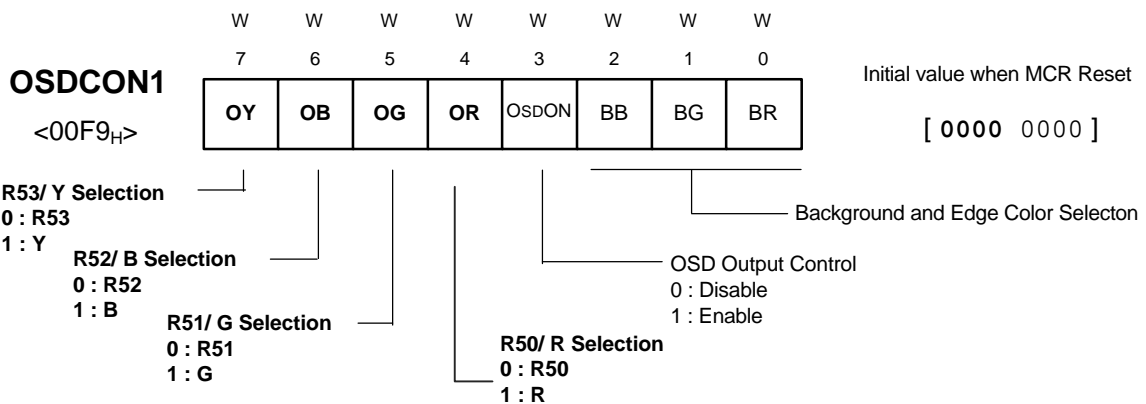 W W W W W W W W
7 6 5 4 3 2 1 0
OSDCON1
<00F9H>
OY OB OG OR OSDON BB BG BR
Initial value when MCR Reset
[ 0000 0000 ]
R53/ Y Selection
0 : R53
1 : Y
R52/ B Selection
0 : R52
1 : B
R51/ G Selection
0 : R51
1 : G
R50/ R Selection
0 : R50
1 : R
OSD Output Control
0 : Disable
1 : Enable
Background and Edge Color Selecton